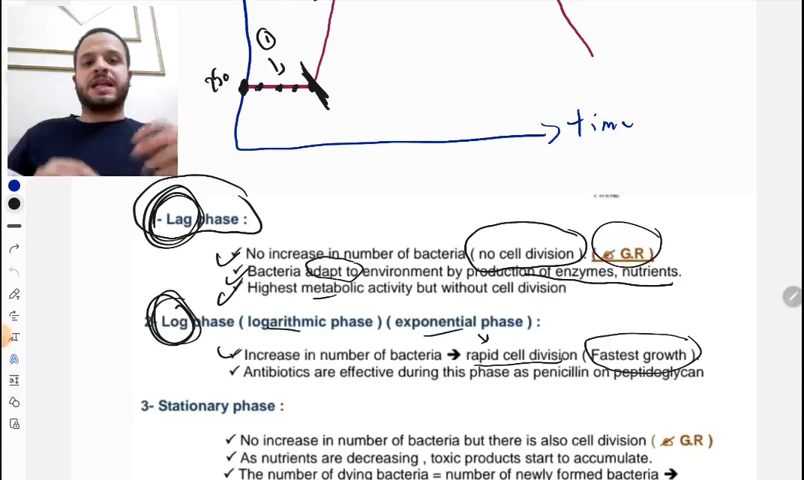 ①
time
1- Lag phase :
No increase in number of bacteria ( no cell division ) ( G.R )
✓ Bacteria adapt to environment by production of enzymes, nutrients.
Highest metabolic activity but without cell division
2- Log phase ( logarithmic phase ) ( exponential phase ) :
Increase in number of bacteria → rapid cell division ( Fastest growth )
✓ Antibiotics are effective during this phase as penicillin on peptidoglycan
3- Stationary phase :
✓ No increase in number of bacteria but there is also cell division ( ✍ G.R )
✓ As nutrients are decreasing , toxic products start to accumulate.
✓ The number of dying bacteria = number of newly formed bacteria →